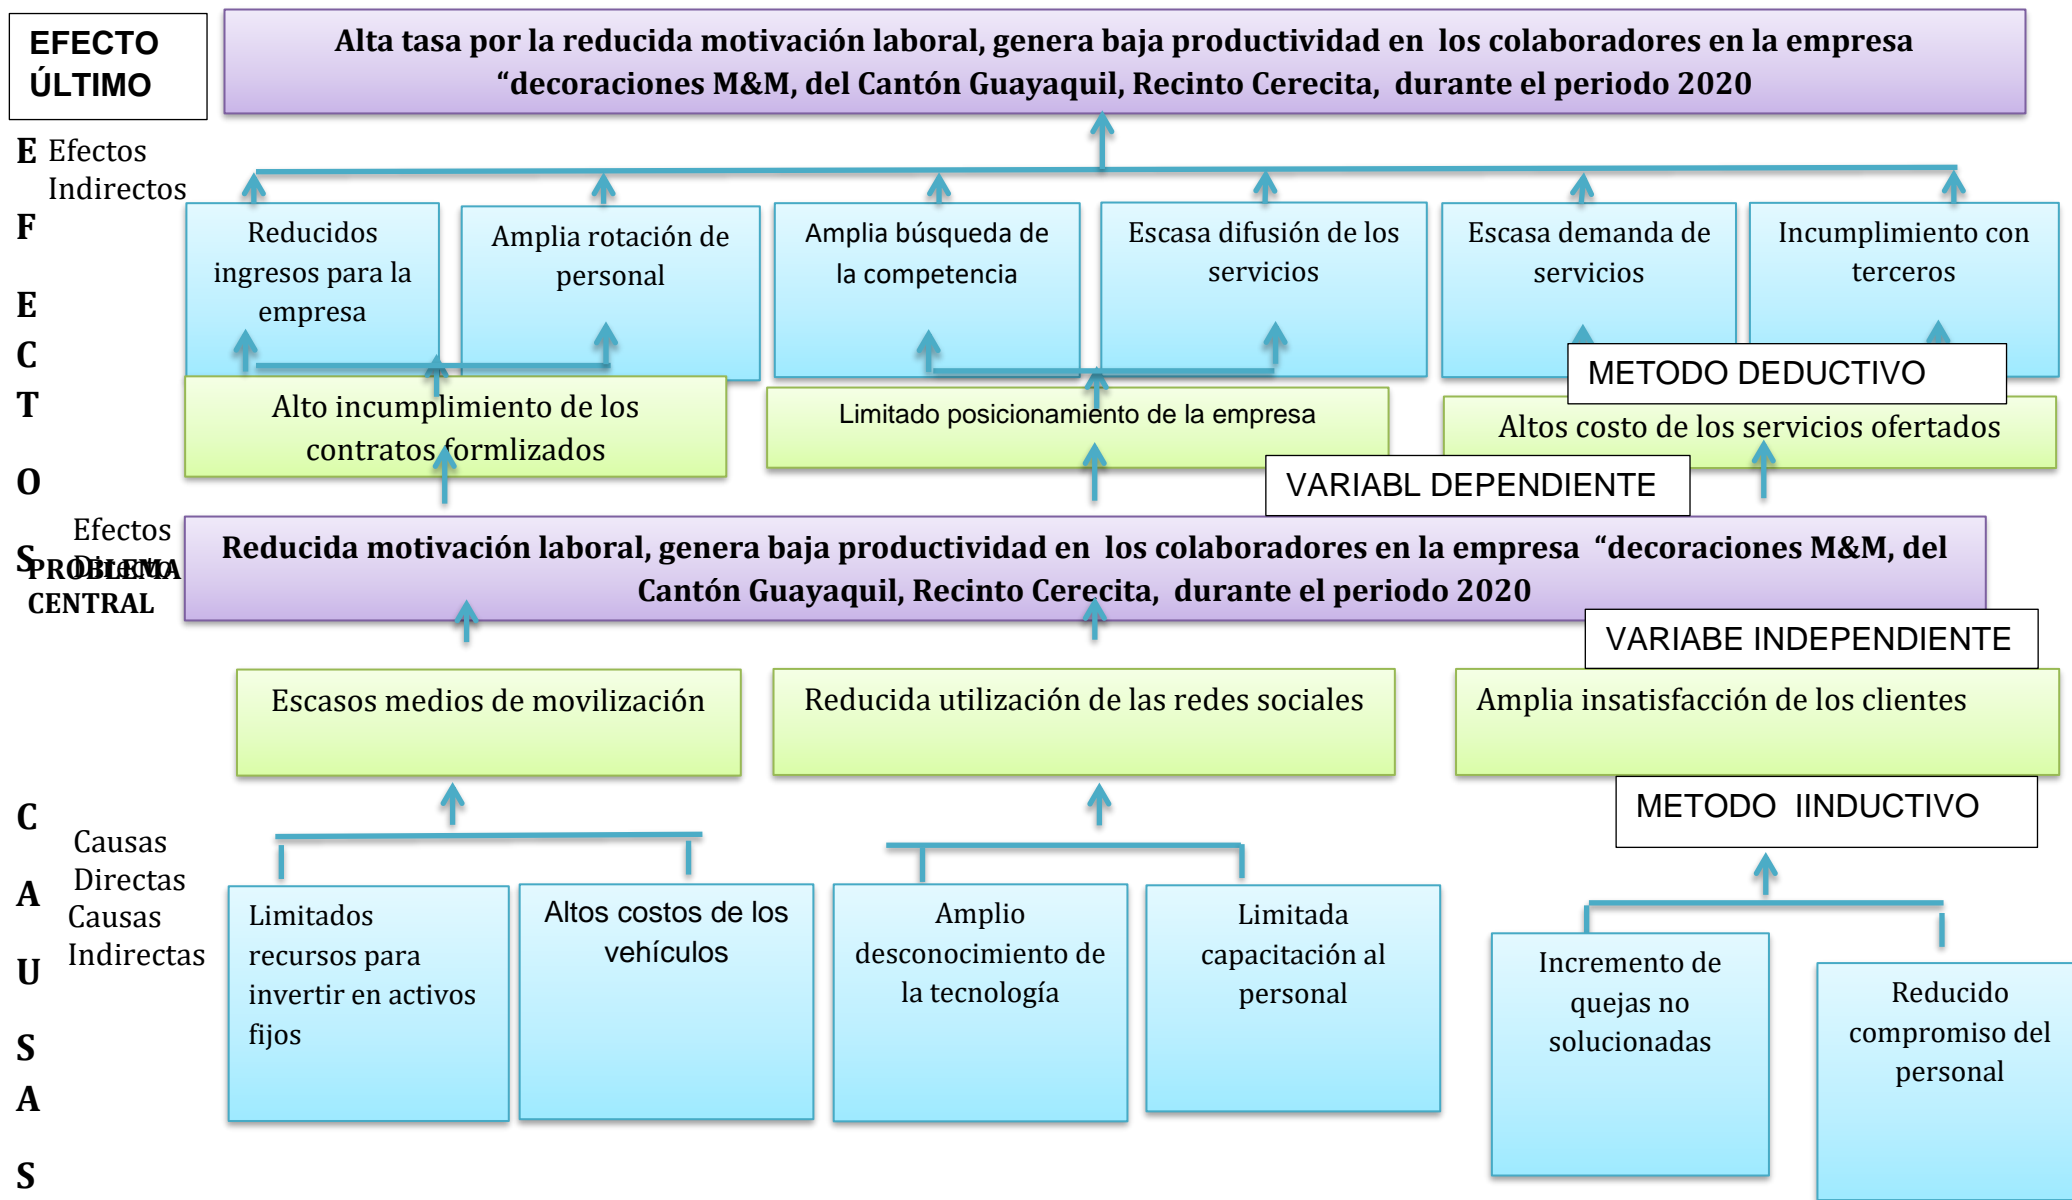 EFECTO
ÚLTIMO
Alta tasa por la reducida motivación laboral, genera baja productividad en los colaboradores en la empresa
“decoraciones M&M, del Cantón Guayaquil, Recinto Cerecita, durante el periodo 2020
E
F
E
C
T
O
S
Efectos
Indirectos
Reducidos
ingresos para la
empresa
Amplia rotación de
personal
Amplia búsqueda de
la competencia
Escasa difusión de los
servicios
Escasa demanda de
servicios
Incumplimiento con
terceros
METODO DEDUCTIVO
Alto incumplimiento de los
contratos formlizados
Limitado posicionamiento de la empresa
Altos costo de los servicios ofertados
VARIABL DEPENDIENTE
Efectos
Directo
PROBLEMA
CENTRAL
Reducida motivación laboral, genera baja productividad en los colaboradores en la empresa “decoraciones M&M, del
Cantón Guayaquil, Recinto Cerecita, durante el periodo 2020
VARIABE INDEPENDIENTE
Escasos medios de movilización
Reducida utilización de las redes sociales
Amplia insatisfacción de los clientes
METODO IINDUCTIVO
C
A
U
S
A
S
Causas
Directas
Causas
Indirectas
Limitados
recursos para
invertir en activos
fijos
Altos costos de los
vehículos
Amplio
desconocimiento de
la tecnología
Limitada
capacitación al
personal
Incremento de
quejas no
solucionadas
Reducido
compromiso del
personal